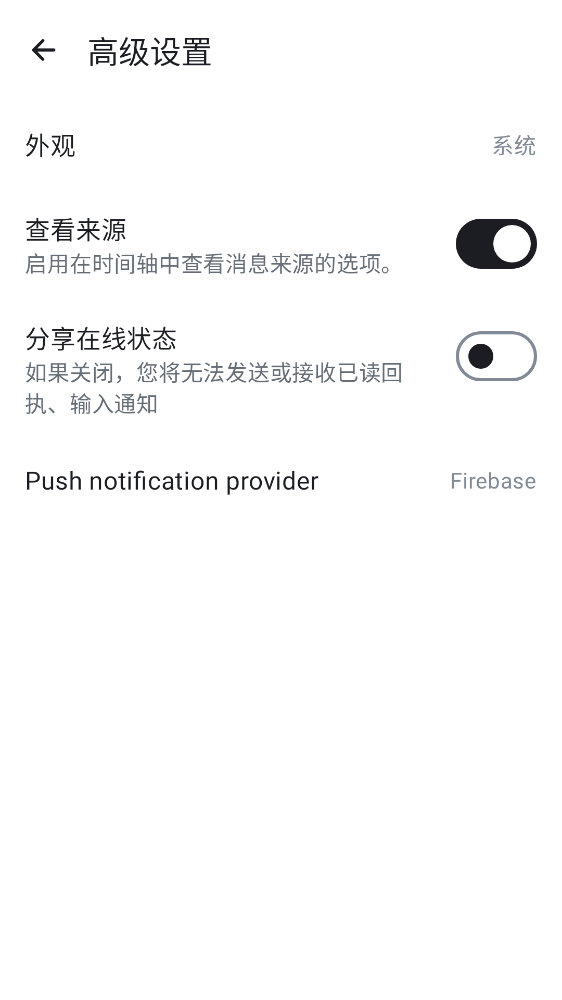 高级设置
外观
系统
查看来源
启用在时间轴中查看消息来源的选项。
分享在线状态
如果关闭，您将无法发送或接收已读回
执、输入通知
Push notification provider
Firebase